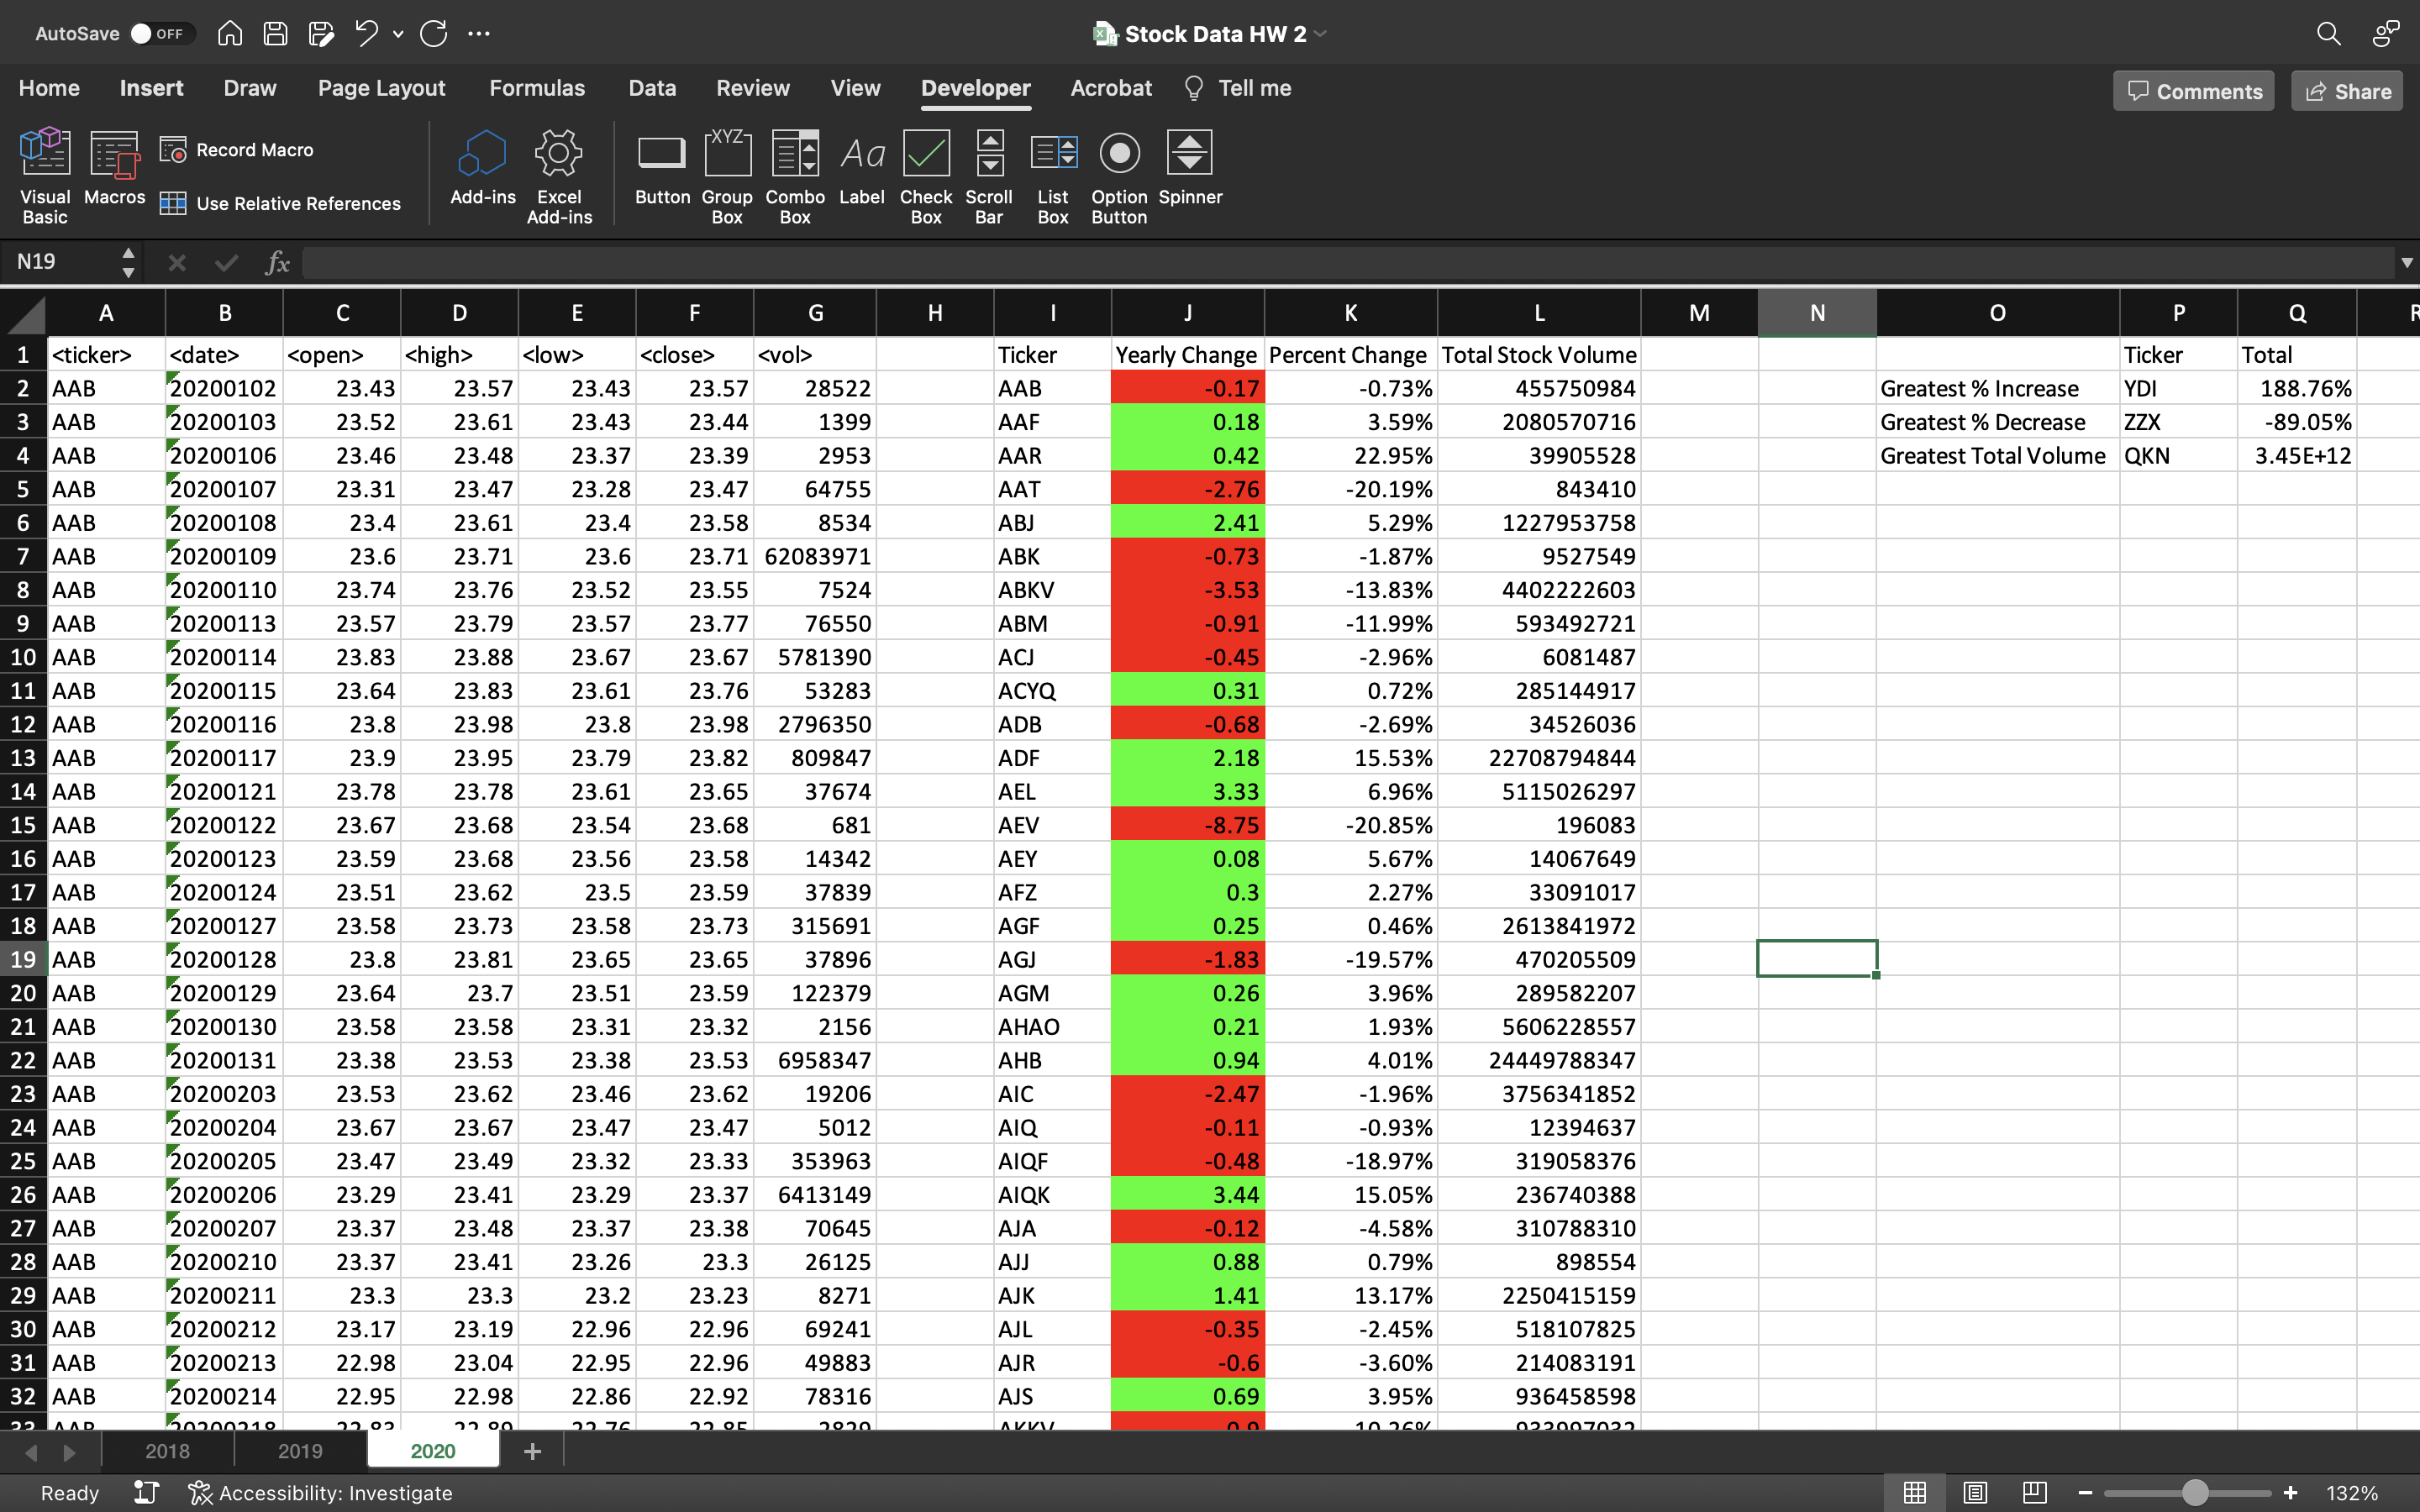 AutoSave OFF Stock Data HW 2
Home Insert Draw Page Layout Formulas Data Review View Developer Acrobat Tell me Comments Share
Visual Basic
Macros
Record Macro
Use Relative References
Add-ins
Excel Add-ins
Button
Group Box
Combo Box
XYZ
Aa
Label
Check Box
Scroll Bar
List Box
Option Button
Spinner
N19 fx
A B C D E F G H I J K L M N O P Q R
1 <ticker> <date> <open> <high> <low> <close> <vol> Ticker Yearly Change Percent Change Total Stock Volume Ticker Total
2 AAB 20200102 23.43 23.57 23.43 23.57 28522 AAB -0.17 -0.73% 455750984 Greatest % Increase YDI 188.76%
3 AAB 20200103 23.52 23.61 23.43 23.44 1399 AAF 0.18 3.59% 2080570716 Greatest % Decrease ZZX -89.05%
4 AAB 20200106 23.46 23.48 23.37 23.39 2953 AAR 0.42 22.95% 39905528 Greatest Total Volume QKN 3.45E+12
5 AAB 20200107 23.31 23.47 23.28 23.47 64755 AAT -2.76 -20.19% 843410
6 AAB 20200108 23.4 23.61 23.4 23.58 8534 ABJ 2.41 5.29% 1227953758
7 AAB 20200109 23.6 23.71 23.6 23.71 62083971 ABK -0.73 -1.87% 9527549
8 AAB 20200110 23.74 23.76 23.52 23.55 7524 ABKV -3.53 -13.83% 4402222603
9 AAB 20200113 23.57 23.79 23.57 23.77 76550 ABM -0.91 -11.99% 593492721
10 AAB 20200114 23.83 23.88 23.67 23.67 5781390 ACJ -0.45 -2.96% 6081487
11 AAB 20200115 23.64 23.83 23.61 23.76 53283 ACYQ 0.31 0.72% 285144917
12 AAB 20200116 23.8 23.98 23.8 23.98 2796350 ADB -0.68 -2.69% 34526036
13 AAB 20200117 23.9 23.95 23.79 23.82 809847 ADF 2.18 15.53% 22708794844
14 AAB 20200121 23.78 23.78 23.61 23.65 37674 AEL 3.33 6.96% 5115026297
15 AAB 20200122 23.67 23.68 23.54 23.68 681 AEV -8.75 -20.85% 196083
16 AAB 20200123 23.59 23.68 23.56 23.58 14342 AEY 0.08 5.67% 14067649
17 AAB 20200124 23.51 23.62 23.5 23.59 37839 AFZ 0.3 2.27% 33091017
18 AAB 20200127 23.58 23.73 23.58 23.73 315691 AGF 0.25 0.46% 2613841972
19 AAB 20200128 23.8 23.81 23.65 23.65 37896 AGJ -1.83 -19.57% 470205509
20 AAB 20200129 23.64 23.7 23.51 23.59 122379 AGM 0.26 3.96% 289582207
21 AAB 20200130 23.58 23.58 23.31 23.32 2156 AHAO 0.21 1.93% 5606228557
22 AAB 20200131 23.38 23.53 23.38 23.53 6958347 AHB 0.94 4.01% 24449788347
23 AAB 20200203 23.53 23.62 23.46 23.62 19206 AIC -2.47 -1.96% 3756341852
24 AAB 20200204 23.67 23.67 23.47 23.47 5012 AIQ -0.11 -0.93% 12394637
25 AAB 20200205 23.47 23.49 23.32 23.33 353963 AIQF -0.48 -18.97% 319058376
26 AAB 20200206 23.29 23.41 23.29 23.37 6413149 AIQK 3.44 15.05% 236740388
27 AAB 20200207 23.37 23.48 23.37 23.38 70645 AJA -0.12 -4.58% 310788310
28 AAB 20200210 23.37 23.41 23.26 23.3 26125 AJJ 0.88 0.79% 898554
29 AAB 20200211 23.3 23.3 23.2 23.23 8271 AJK 1.41 13.17% 2250415159
30 AAB 20200212 23.17 23.19 22.96 22.96 69241 AJL -0.35 -2.45% 518107825
31 AAB 20200213 22.98 23.04 22.95 22.96 49883 AJR -0.6 -3.60% 214083191
32 AAB 20200214 22.95 22.98 22.86 22.92 78316 AJS 0.69 3.95% 936458598
2018 2019 2020
Ready Accessibility: Investigate 132%